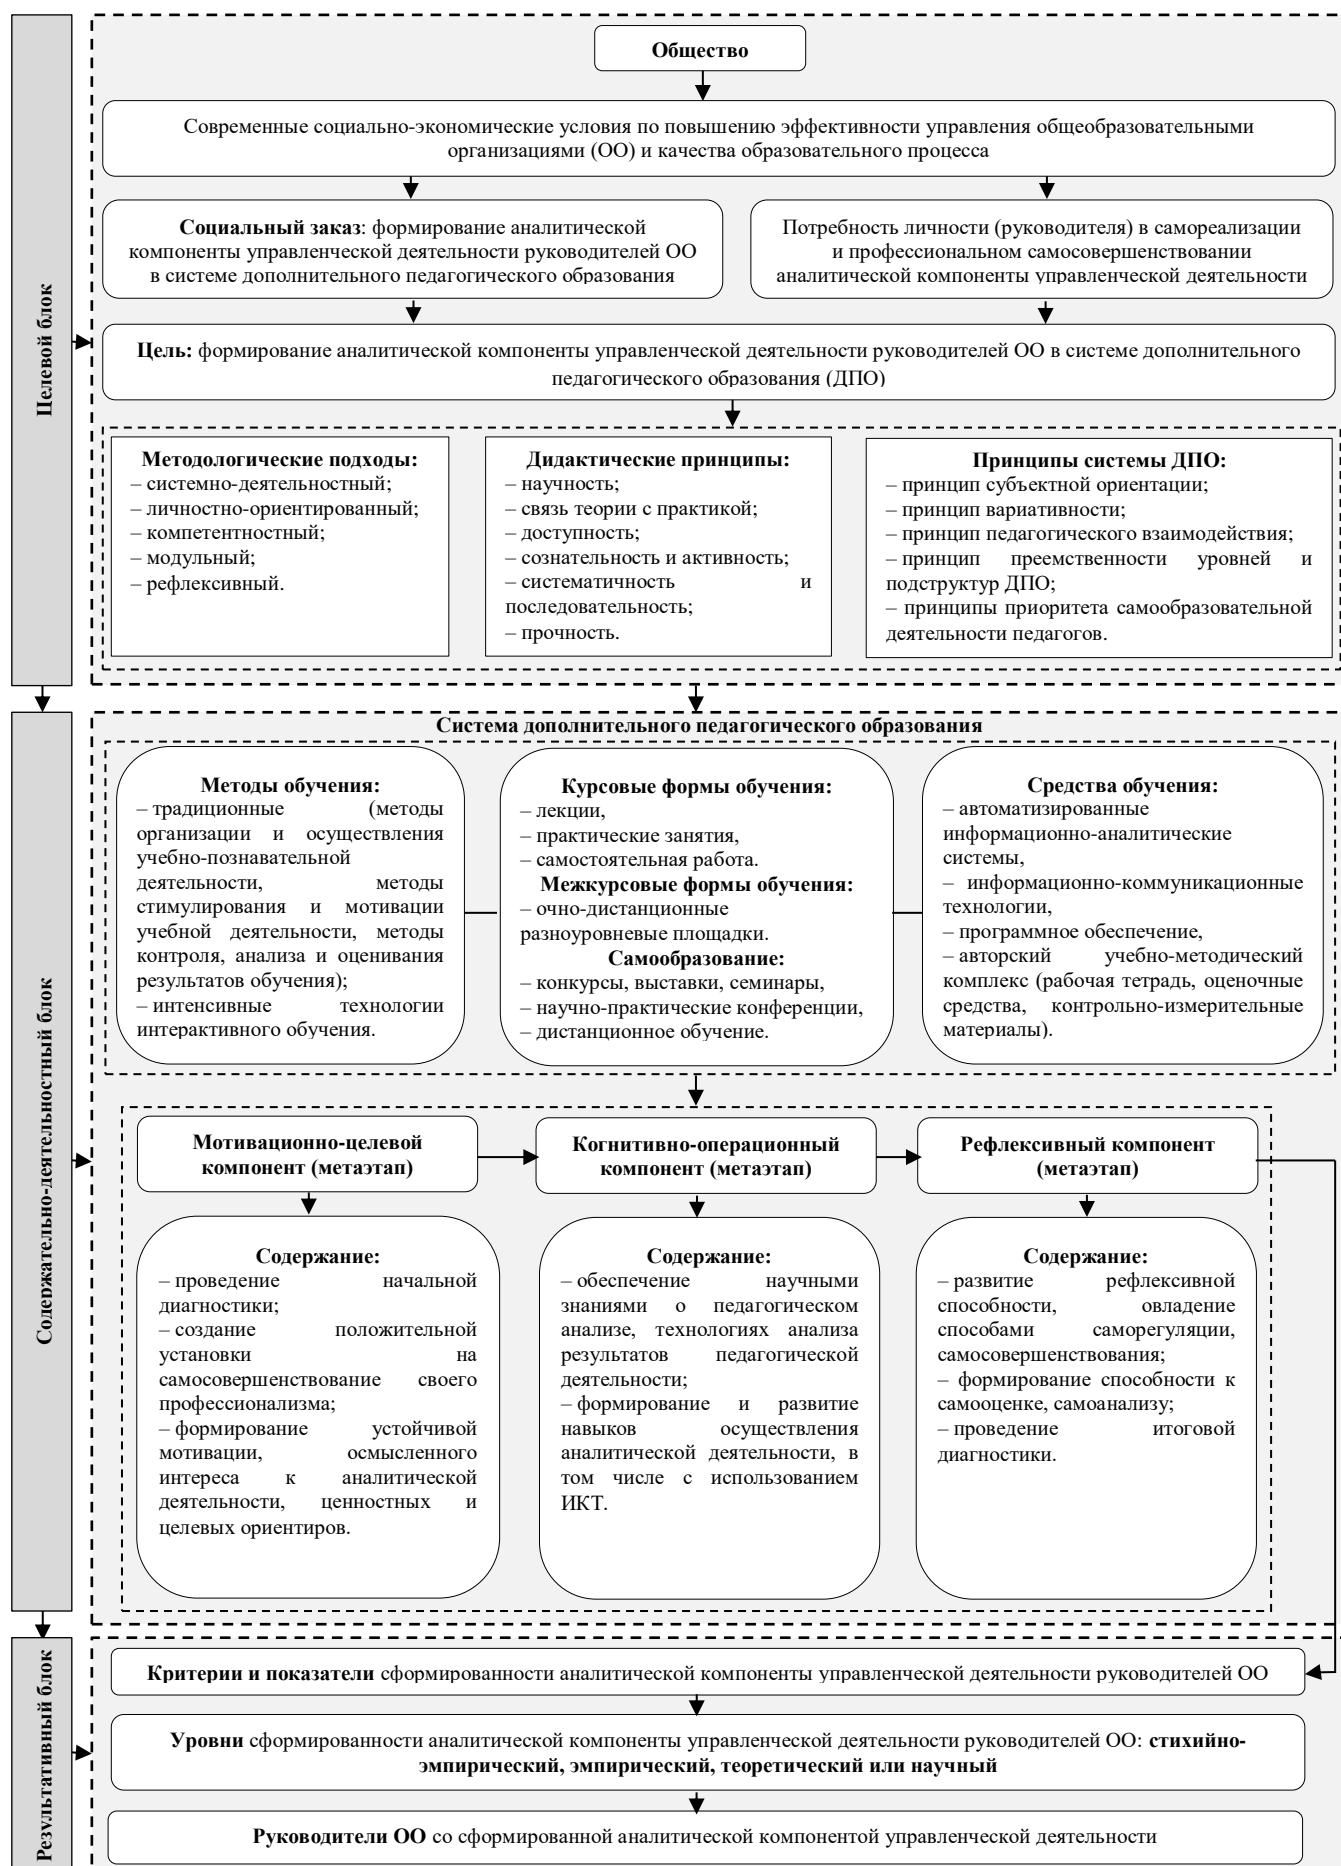 Целевой блок
Общество
Современные социально-экономические условия по повышению эффективности управления общеобразовательными
организациями (ОО) и качества образовательного процесса
Социальный заказ: формирование аналитической
компоненты управленческой деятельности руководителей ОО
в системе дополнительного педагогического образования
Потребность личности (руководителя) в самореализации
и профессиональном самосовершенствовании
аналитической компоненты управленческой деятельности
Цель: формирование аналитической компоненты управленческой деятельности руководителей ОО в системе дополнительного
педагогического образования (ДПО)
Методологические подходы:
– системно-деятельностный;
– личностно-ориентированный;
– компетентностный;
– модульный;
– рефлексивный.
Дидактические принципы:
– научность;
– связь теории с практикой;
– доступность;
– сознательность и активность;
– систематичность и
последовательность;
– прочность.
Принципы системы ДПО:
– принцип субъектной ориентации;
– принцип вариативности;
– принцип педагогического взаимодействия;
– принцип преемственности уровней и
подструктур ДПО;
– принципы приоритета самообразовательной
деятельности педагогов.
Содержательно-деятельностный блок
Система дополнительного педагогического образования
Методы обучения:
– традиционные (методы
организации и осуществления
учебно-познавательной
деятельности, методы
стимулирования и мотивации
учебной деятельности, методы
контроля, анализа и оценивания
результатов обучения);
– интенсивные технологии
интерактивного обучения.
Курсовые формы обучения:
– лекции,
– практические занятия,
– самостоятельная работа.
Межкурсовые формы обучения:
– очно-дистанционные
разноуровневые площадки.
Самообразование:
– конкурсы, выставки, семинары,
– научно-практические конференции,
– дистанционное обучение.
Средства обучения:
– автоматизированные
информационно-аналитические
системы,
– информационно-коммуникационные
технологии,
– программное обеспечение,
– авторский учебно-методический
комплекс (рабочая тетрадь, оценочные
средства, контрольно-измерительные
материалы).
Мотивационно-целевой
компонент (метаэтап)
Когнитивно-операционный
компонент (метаэтап)
Рефлексивный компонент
(метаэтап)
Содержание:
– проведение начальной
диагностики;
– создание положительной
установки на
самосовершенствование своего
профессионализма;
– формирование устойчивой
мотивации, осмысленного
интереса к аналитической
деятельности, ценностных и
целевых ориентиров.
Содержание:
– обеспечение научными
знаниями о педагогическом
анализе, технологиях анализа
результатов педагогической
деятельности;
– формирование и развитие
навыков осуществления
аналитической деятельности, в
том числе с использованием
ИКТ.
Содержание:
– развитие рефлексивной
способности, овладение
способами саморегуляции,
самосовершенствования;
– формирование способности к
самооценке, самоанализу;
– проведение итоговой
диагностики.
Результативный блок
Критерии и показатели сформированности аналитической компоненты управленческой деятельности руководителей ОО
Уровни сформированности аналитической компоненты управленческой деятельности руководителей ОО: стихийно-
эмпирический, эмпирический, теоретический или научный
Руководители ОО со сформированной аналитической компонентой управленческой деятельности